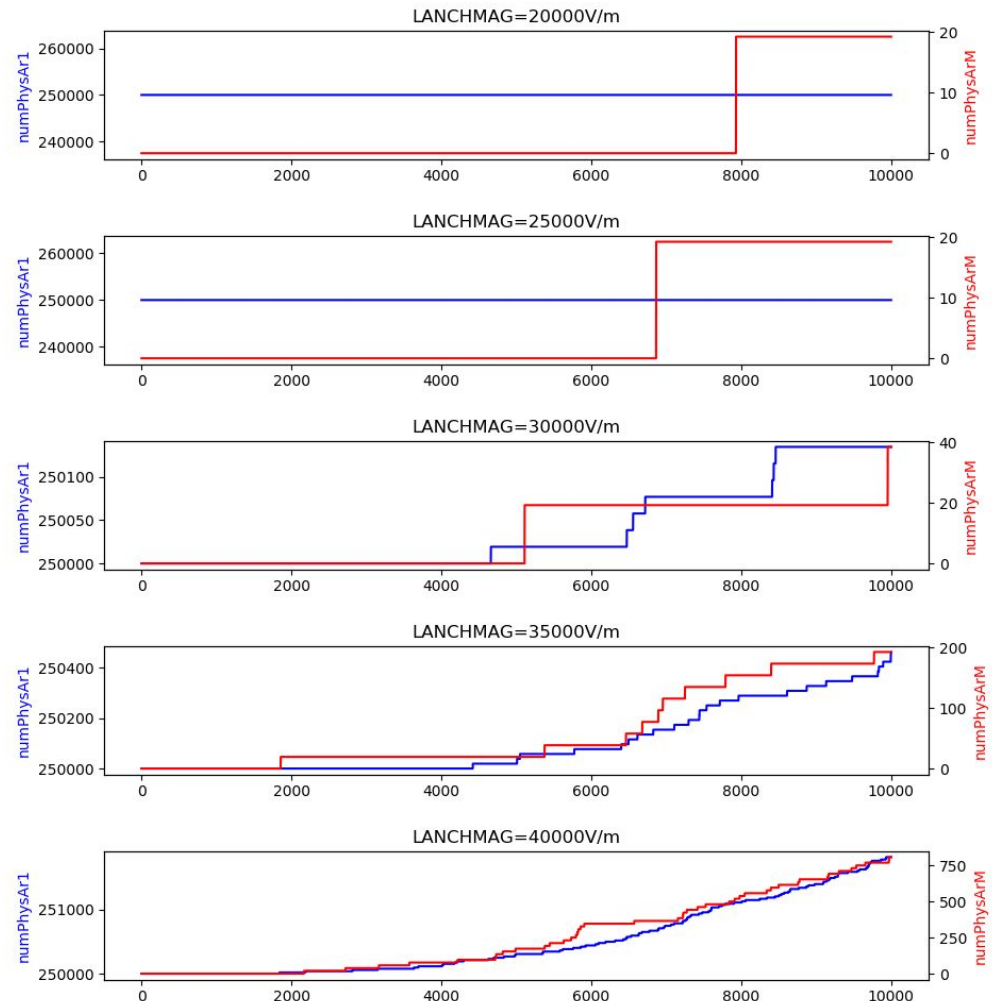 LANCHMAG=20000V/m
numPhysAr1
260000
250000
240000
20
10
0
numPhysArM
0 2000 4000 6000 8000 10000
LANCHMAG=25000V/m
numPhysAr1
260000
250000
240000
20
10
0
numPhysArM
0 2000 4000 6000 8000 10000
LANCHMAG=30000V/m
numPhysAr1
250100
250050
250000
40
20
0
numPhysArM
0 2000 4000 6000 8000 10000
LANCHMAG=35000V/m
numPhysAr1
250400
250200
250000
200
100
0
numPhysArM
0 2000 4000 6000 8000 10000
LANCHMAG=40000V/m
numPhysAr1
251000
250000
750
500
250
0
numPhysArM
0 2000 4000 6000 8000 10000